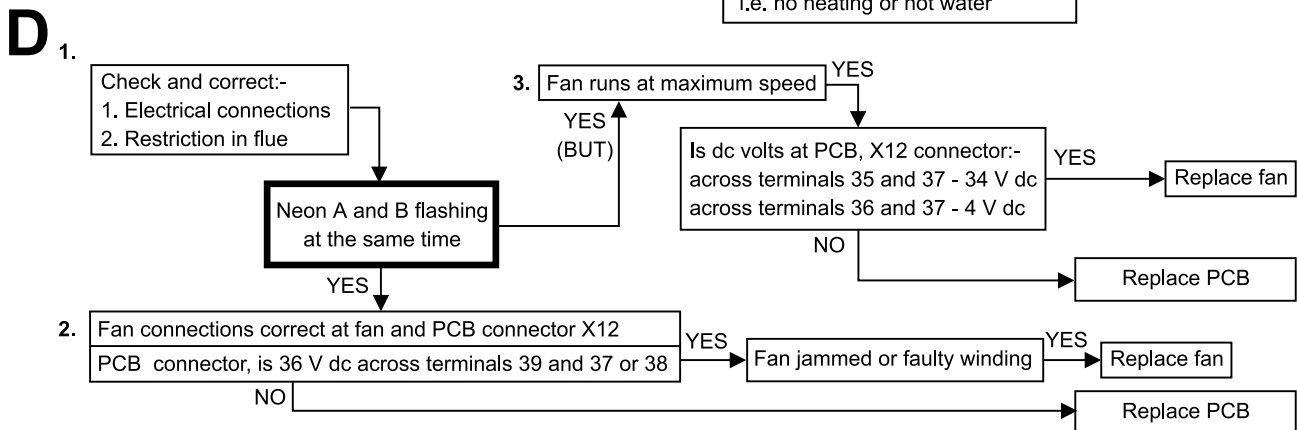 i.e. no heating or hot water
D
1.
Check and correct:-
1. Electrical connections
2. Restriction in flue
Neon A and B flashing
at the same time
YES
(BUT)
3.
Fan runs at maximum speed
YES
Is dc volts at PCB, X12 connector:-
across terminals 35 and 37 - 34 V dc
across terminals 36 and 37 - 4 V dc
YES
Replace fan
NO
Replace PCB
YES
2.
Fan connections correct at fan and PCB connector X12
PCB connector, is 36 V dc across terminals 39 and 37 or 38
YES
Fan jammed or faulty winding
YES
Replace fan
NO
Replace PCB